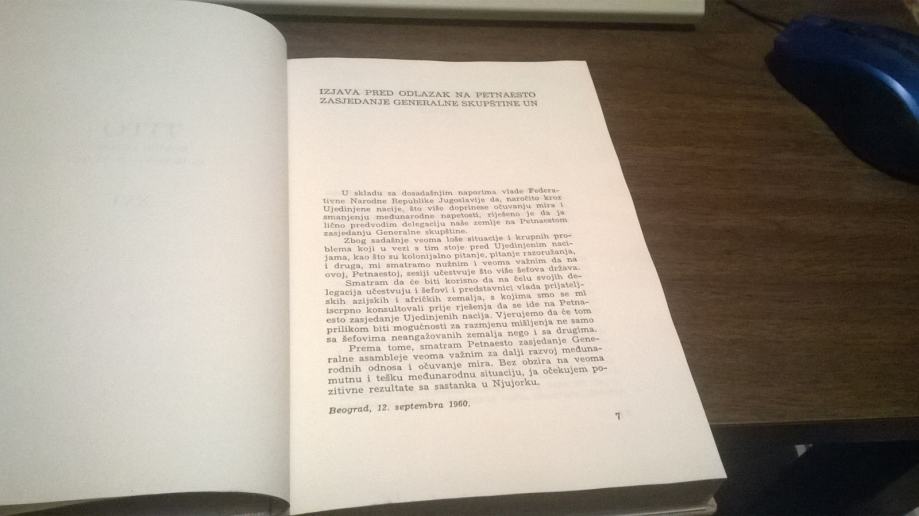 IZJAVA PRED ODLAZAK NA PETNAESTO
ZASJEDANJE GENERALNE SKUPŠTINE UN
U skladu sa dosadašnjim naporima vlade Federa-
tivne Narodne Republike Jugoslavije da, naročito kroz
Ujedinjene nacije, što više doprinese očuvanju mira i
smanjenju međunarodne napetosti, riješeno je da ja
lično predvodim delegaciju naše zemlje na Petnaestom
zasjedanju Generalne skupštine.
Zbog sadašnje veoma loše situacije i krupnih pro-
blema koji u vezi s tim stoje pred Ujedinjenim naci-
jama, kao što su kolonijalno pitanje, pitanje razoružanja,
i druga, mi smatramo nužnim i veoma važnim da na
ovoj, Petnaestoj, sesiji učestvuje što više šefova država.
Smatram da će biti korisno da na čelu svojih de-
legacija učestvuju i šefovi i predstavnici vlada prijatelj-
skih azijskih i afričkih zemalja, s kojima smo se mi
iscrpno konsultovali prije rješenja da se ide na Petna-
esto zasjedanje Ujedinjenih nacija. Vjerujemo da će tom
prilikom biti mogućnosti za razmjenu mišljenja ne samo
sa šefovima neangažovanih zemalja nego i sa drugima.
Prema tome, smatram Petnaesto zasjedanje Gene-
ralne asambleje veoma važnim za dalji razvoj međuna-
rodnih odnosa i očuvanje mira. Bez obzira na veoma
mutnu i tešku međunarodnu situaciju, ja očekujem po-
zitivne rezultate sa sastanka u Njujorku.
Beograd, 12. septembra 1960.
7